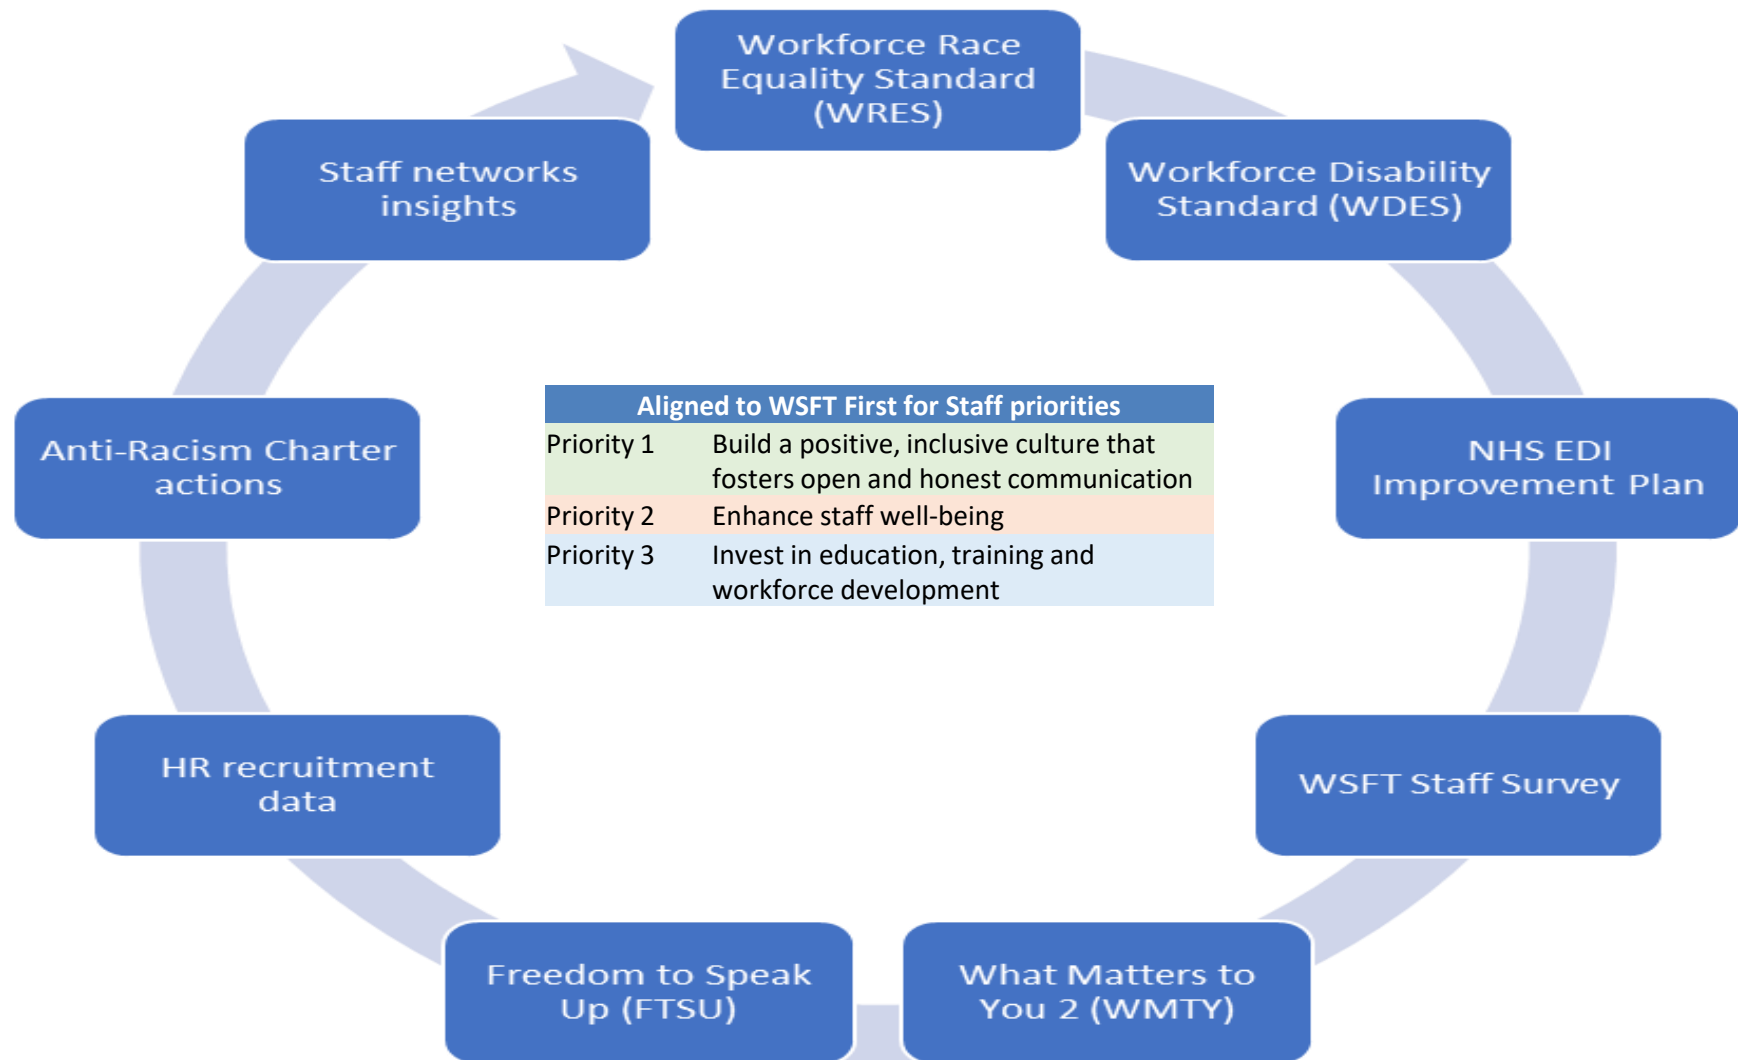 Workforce Race
Equality Standard
(WRES)
Workforce Disability
Standard (WDES)
NHS EDI
Improvement Plan
WSFT Staff Survey
What Matters to
You 2 (WMTY)
Freedom to Speak
Up (FTSU)
HR recruitment
data
Anti-Racism Charter
actions
Staff networks
insights
Aligned to WSFT First for Staff priorities
Priority 1 Build a positive, inclusive culture that
fosters open and honest communication
Priority 2 Enhance staff well-being
Priority 3 Invest in education, training and
workforce development